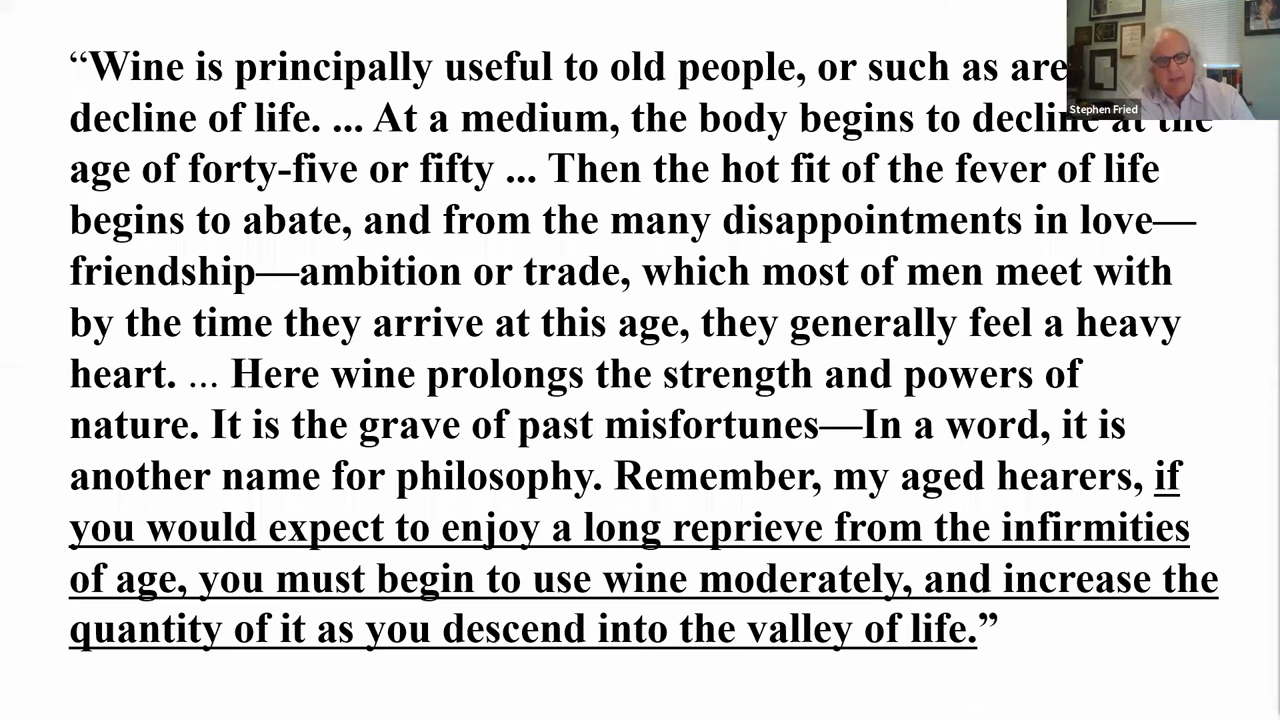 “Wine is principally useful to old people, or such as are
decline of life. ... At a medium, the body begins to decline at the
age of forty-five or fifty ... Then the hot fit of the fever of life
begins to abate, and from the many disappointments in love—
friendship—ambition or trade, which most of men meet with
by the time they arrive at this age, they generally feel a heavy
heart. ... Here wine prolongs the strength and powers of
nature. It is the grave of past misfortunes—In a word, it is
another name for philosophy. Remember, my aged hearers, if
you would expect to enjoy a long reprieve from the infirmities
of age, you must begin to use wine moderately, and increase the
quantity of it as you descend into the valley of life.”
Stephen Fried